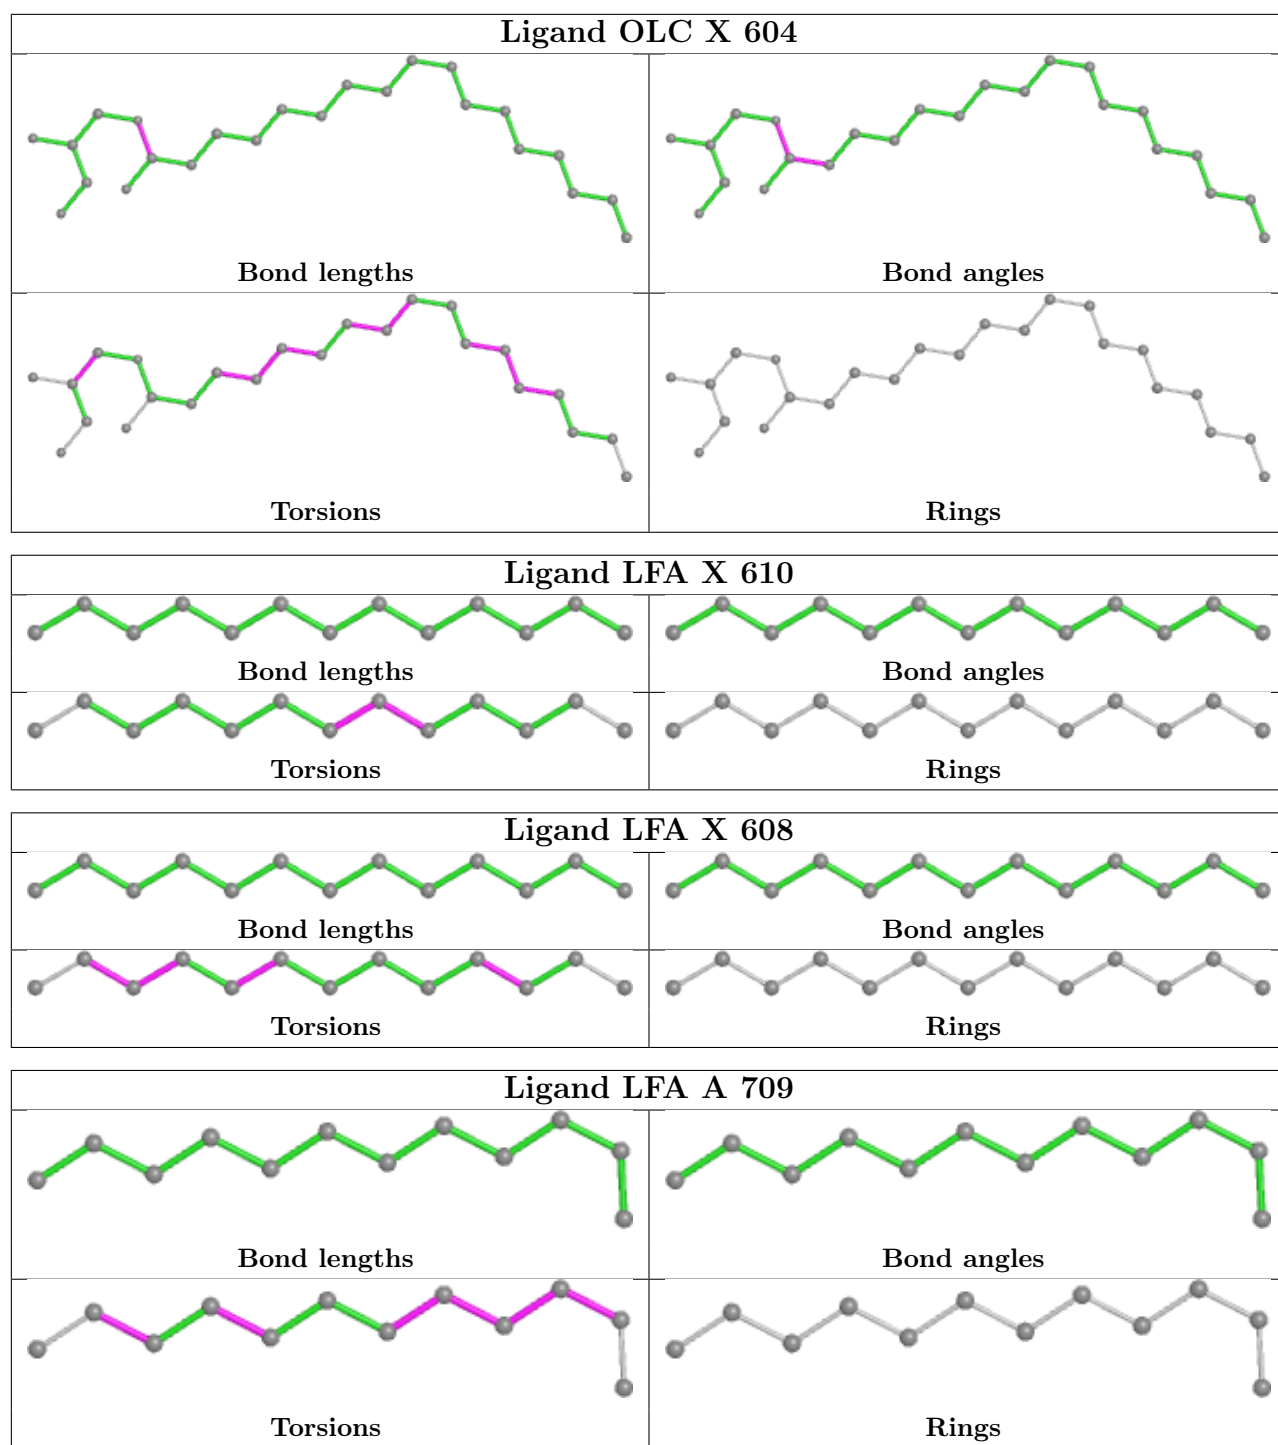 Ligand OLC X 604
Bond lengths
Bond angles
Torsions
Rings
Ligand LFA X 610
Bond lengths
Bond angles
Torsions
Rings
Ligand LFA X 608
Bond lengths
Bond angles
Torsions
Rings
Ligand LFA A 709
Bond lengths
Bond angles
Torsions
Rings